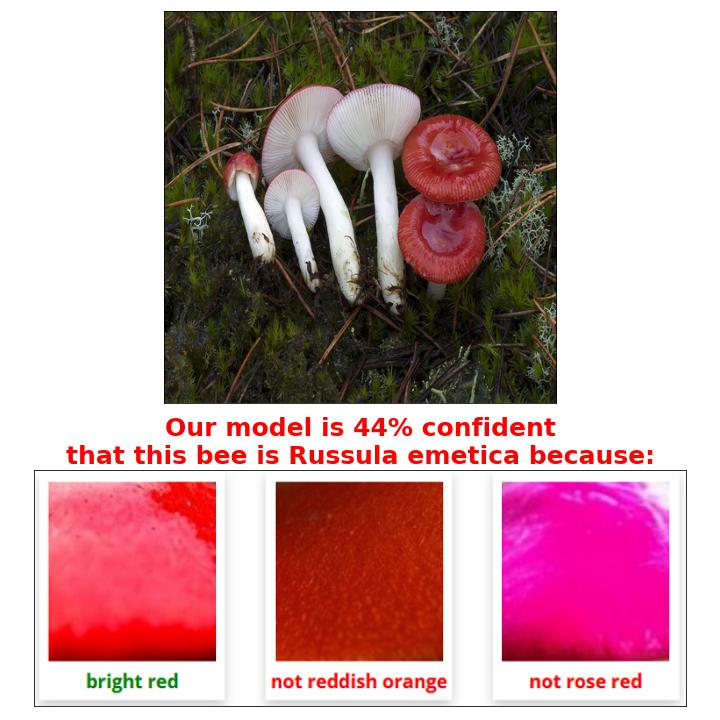 Our model is 44% confident
that this bee is Russula emetica because:
bright red
not reddish orange
not rose red